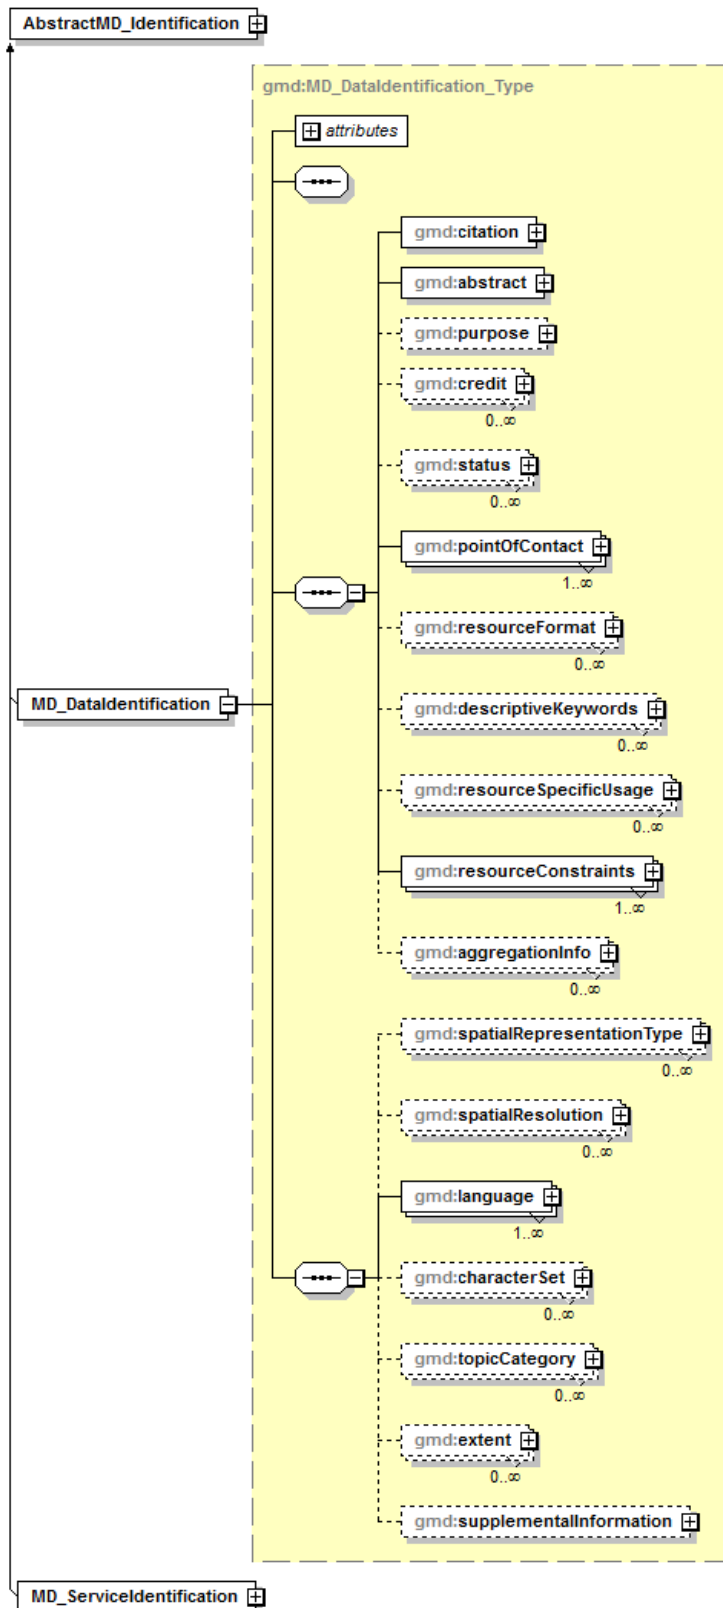 AbstractMD_Identification
gmd:MD_DataIdentification_Type
attributes
gmd:citation
gmd:abstract
gmd:purpose
gmd:credit
0..∞
gmd:status
0..∞
gmd:pointOfContact
1..∞
gmd:resourceFormat
0..∞
MD_DataIdentification
gmd:descriptiveKeywords
0..∞
gmd:resourceSpecificUsage
0..∞
gmd:resourceConstraints
1..∞
gmd:aggregationInfo
0..∞
gmd:spatialRepresentationType
0..∞
gmd:spatialResolution
0..∞
gmd:language
1..∞
gmd:characterSet
0..∞
gmd:topicCategory
0..∞
gmd:extent
0..∞
gmd:supplementalInformation
MD_ServiceIdentification